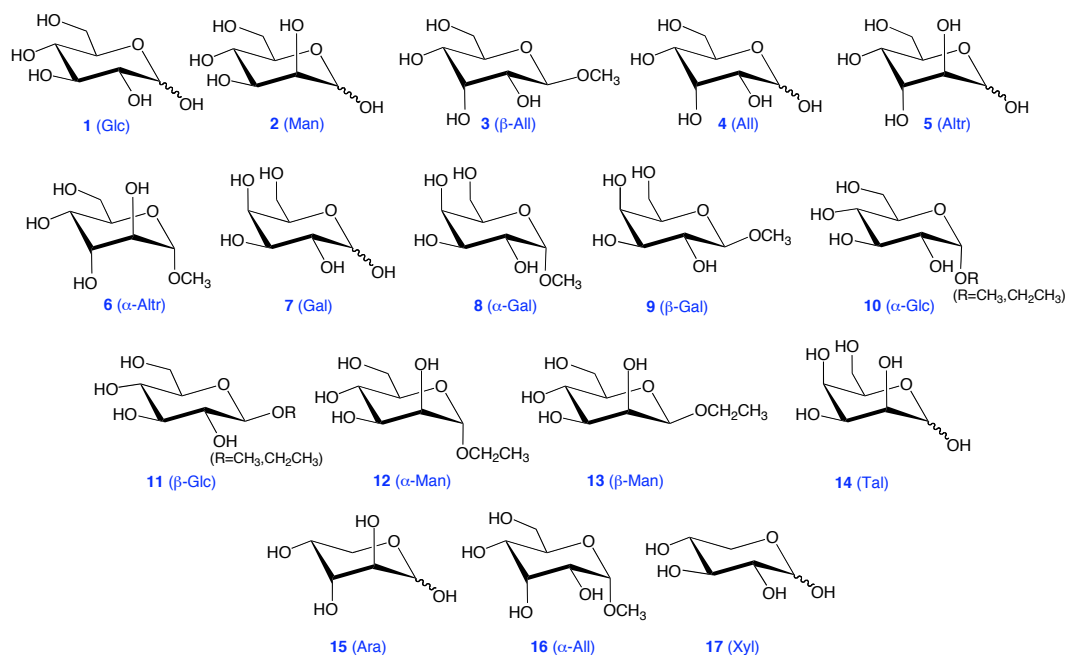 HO
O
HO
HO
OH
OH
1 (Glc)
HO
HO
O
HO
HO
OH
2 (Man)
HO
O
HO
OCH₃
OH
HO
3 (β-All)
HO
O
HO
OH
OH
HO
4 (All)
HO
OH
O
HO
OH
HO
5 (Altr)
HO
OH
O
HO
HO
OCH₃
6 (α-Altr)
HO
HO
O
HO
OH
OH
7 (Gal)
HO
HO
O
HO
OH
OCH₃
8 (α-Gal)
HO
HO
O
HO
OCH₃
OH
9 (β-Gal)
HO
O
HO
HO
OH
OR
(R=CH₃,CH₂CH₃)
10 (α-Glc)
HO
O
HO
HO
OR
OH
(R=CH₃,CH₂CH₃)
11 (β-Glc)
HO
OH
O
HO
HO
OCH₂CH₃
12 (α-Man)
HO
OH
O
HO
HO
OCH₂CH₃
13 (β-Man)
HO
HO
OH
O
HO
OH
14 (Tal)
HO
O
HO
OH
HO
15 (Ara)
HO
O
HO
OH
HO
OCH₃
16 (α-All)
O
HO
HO
OH
OH
17 (Xyl)